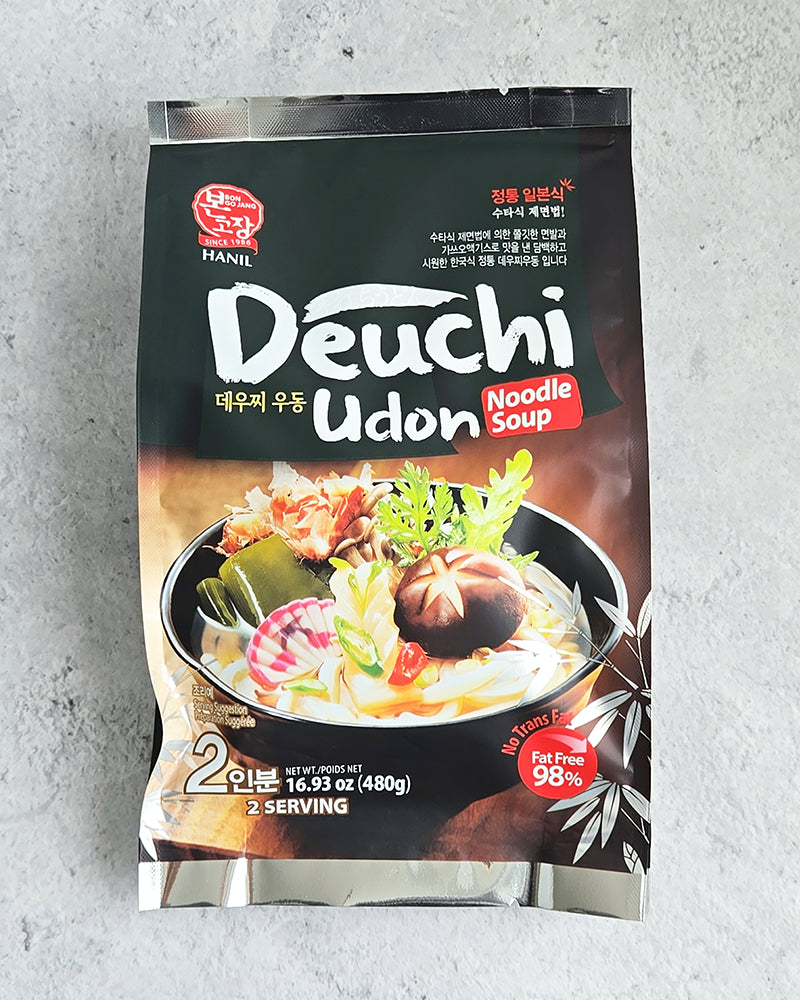 본
BON
GO JANG
고장
SINCE 1986
HANIL
정통 일본식
수타식 제면법!
수타식 제면법에 의한 쫄깃한 면발과
가쓰오엑기스로 맛을 낸 담백하고
시원한 한국식 정통 데우찌우동 입니다
Deuchi
데우찌 우동
Udon
Noodle
Soup
조리예
Serving Suggestion
Préparation Suggérée
No Trans Fat
Fat Free
98%
2인분
NET WT./POIDS NET
16.93 oz (480g)
2 SERVING